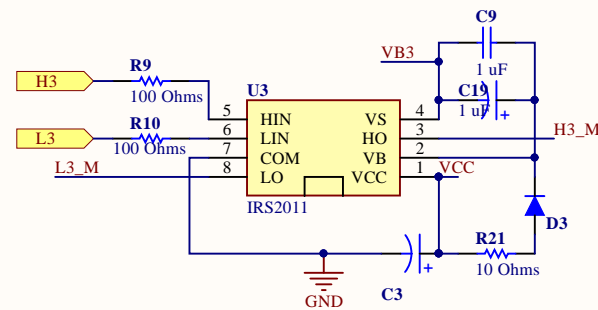 C9
VB3
1 uF
H3
R9
100 Ohms
U3
C19
1 uF
+
5 HIN VS 4
L3
R10
100 Ohms
6 LIN HO 3
H3_M
7 COM VB 2
L3_M
8 LO VCC 1
VCC
IRS2011
D3
R21
10 Ohms
+
C3
GND